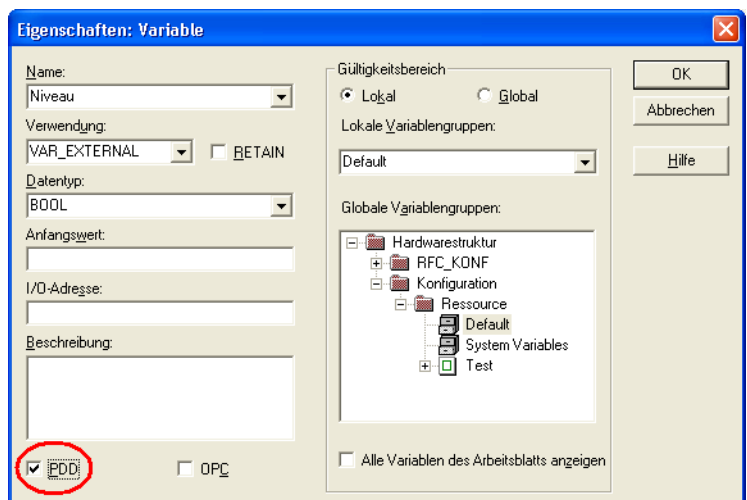 Eigenschaften: Variable
Name:
Niveau
Verwendung:
VAR_EXTERNAL
RETAIN
Datentyp:
BOOL
Anfangswert:
I/O-Adresse:
Beschreibung:
PDD
OPC
Gültigkeitsbereich
Lokal
Global
Lokale Variablengruppen:
Default
Globale Variablengruppen:
Hardwarestruktur
RFC_KONF
Konfiguration
Ressource
Default
System Variables
Test
Alle Variablen des Arbeitsblatts anzeigen
OK
Abbrechen
Hilfe